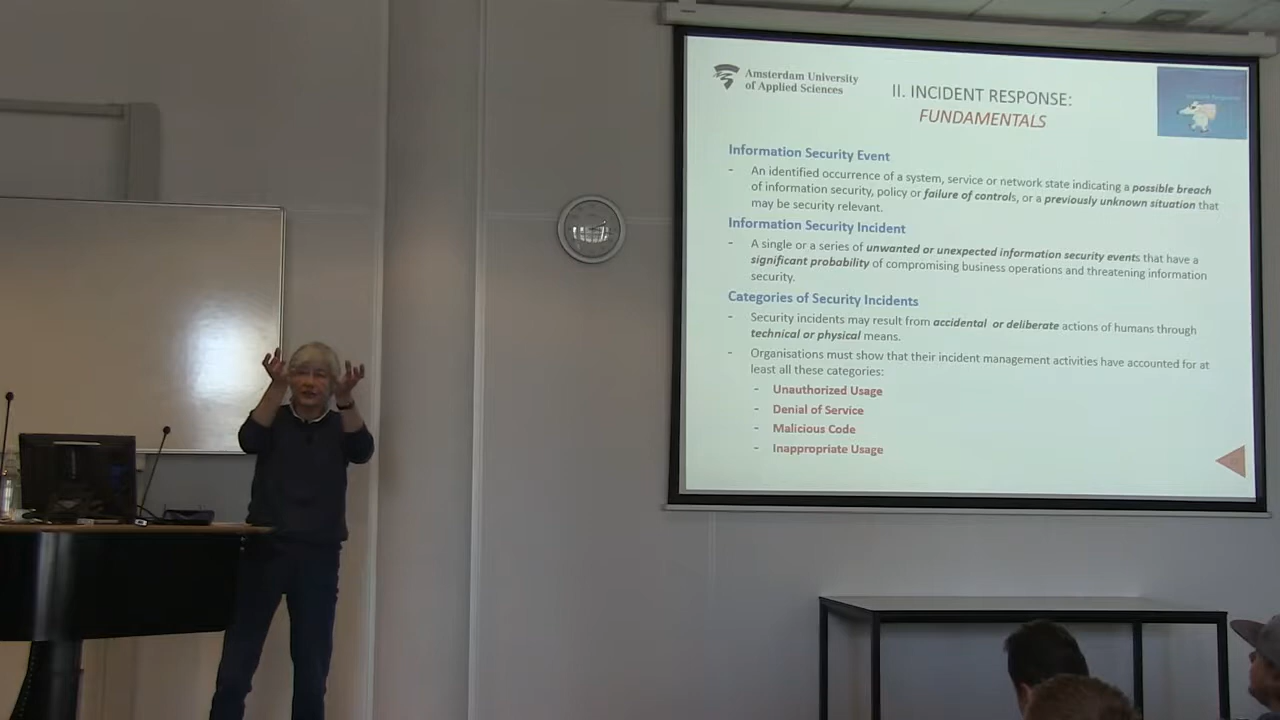 Amsterdam University
of Applied Sciences
II. INCIDENT RESPONSE:
FUNDAMENTALS
Information Security Event
- An identified occurrence of a system, service or network state indicating a possible breach
of information security, policy or failure of controls, or a previously unknown situation that
may be security relevant.
Information Security Incident
- A single or a series of unwanted or unexpected information security events that have a
significant probability of compromising business operations and threatening information
security.
Categories of Security Incidents
- Security incidents may result from accidental or deliberate actions of humans through
technical or physical means.
- Organisations must show that their incident management activities have accounted for at
least all these categories:
- Unauthorized Usage
- Denial of Service
- Malicious Code
- Inappropriate Usage